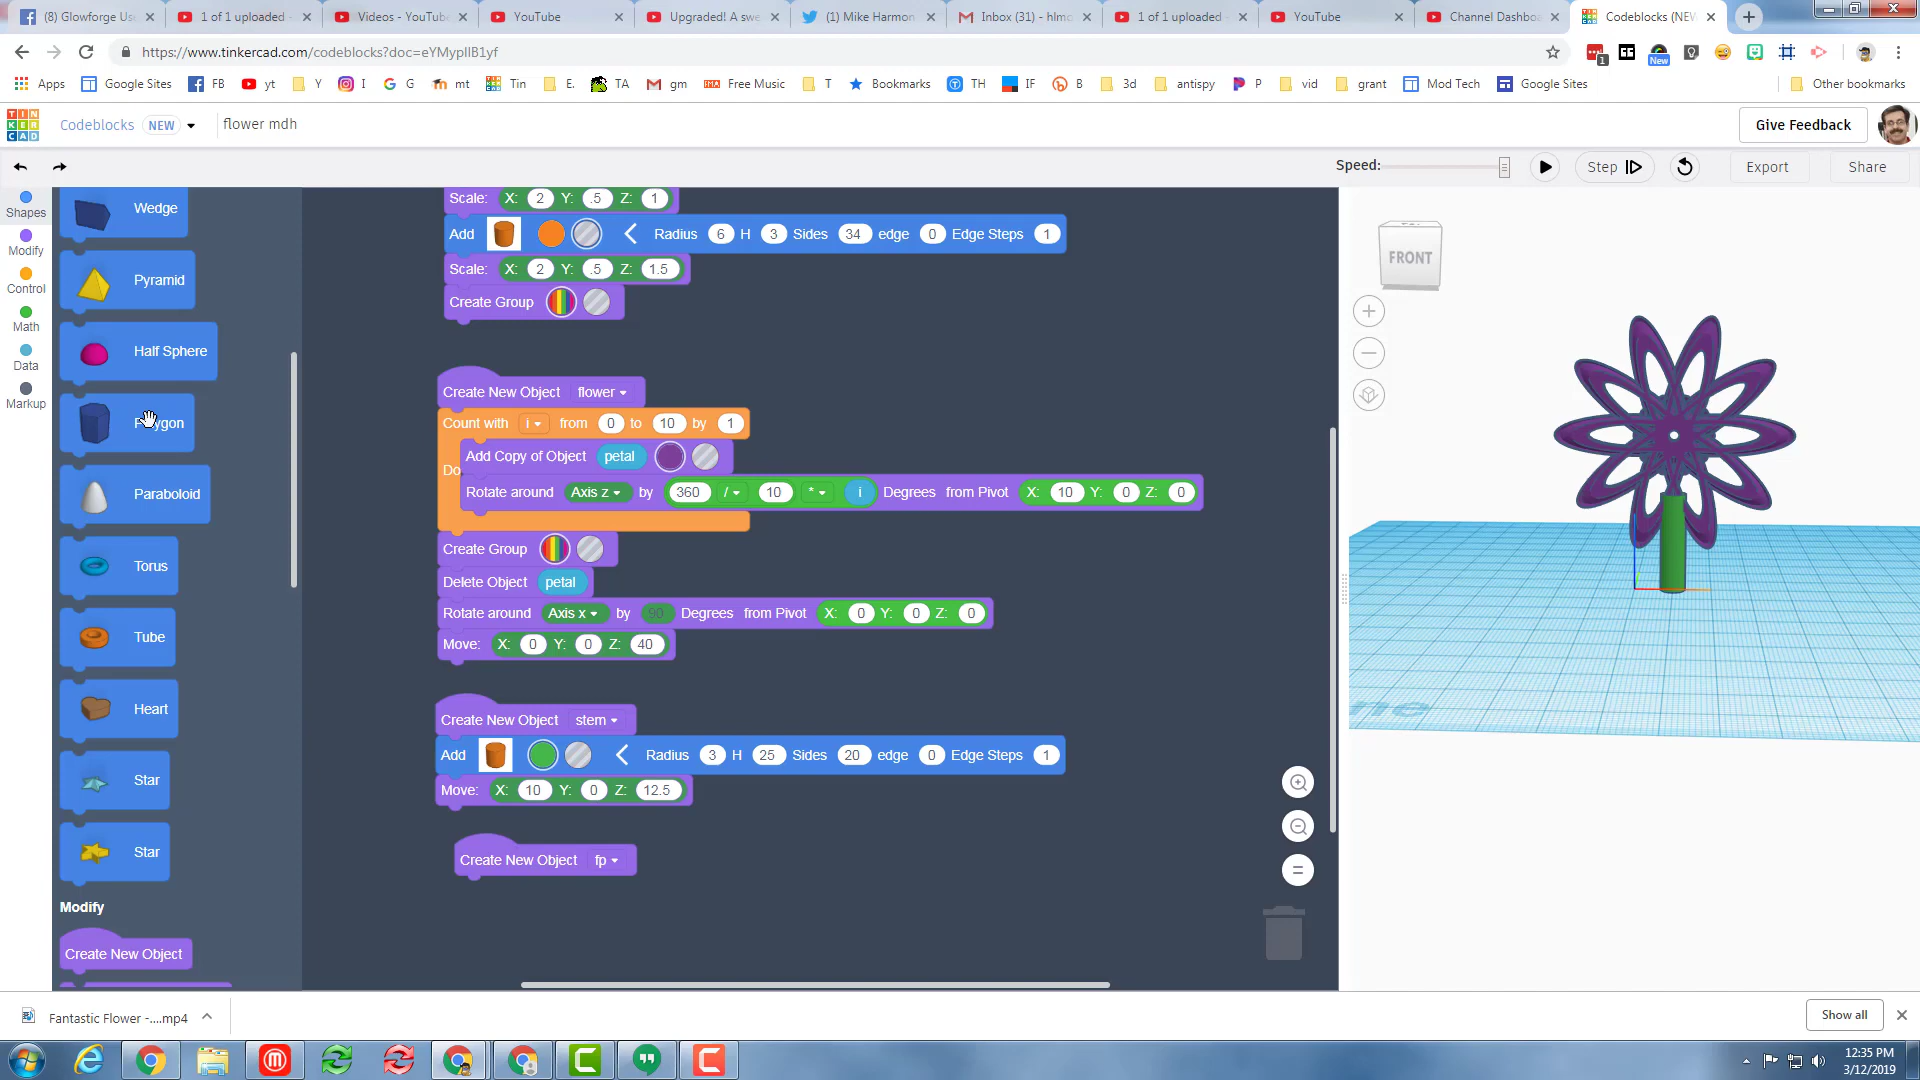 (8) Glowforge Use
1 of 1 uploaded -
Videos - YouTube
YouTube
Upgraded! A swe
(1) Mike Harmon
Inbox (31) - hlmo
1 of 1 uploaded -
YouTube
Channel Dashboa
Codeblocks (NEW
https://www.tinkercad.com/codeblocks?doc=eYMypIIB1yf
1
New
Apps Google Sites FB yt Y I G mt Tin E. TA gm Free Music T Bookmarks TH IF B 3d antispy P vid grant Mod Tech Google Sites Other bookmarks
TIN
KER
CAD
Codeblocks NEW flower mdh
Give Feedback
Speed: Step Export Share
Shapes
Modify
Control
Math
Data
Markup
Wedge
Pyramid
Half Sphere
Polygon
Paraboloid
Torus
Tube
Heart
Star
Star
Modify
Create New Object
Scale: X: 2 Y: .5 Z: 1
Add Radius 6 H 3 Sides 34 edge 0 Edge Steps 1
Scale: X: 2 Y: .5 Z: 1.5
Create Group
Create New Object flower
Count with i from 0 to 10 by 1
Add Copy of Object petal
Do
Rotate around Axis z by 360 / 10 * i Degrees from Pivot X: 10 Y: 0 Z: 0
Create Group
Delete Object petal
Rotate around Axis x by 90 Degrees from Pivot X: 0 Y: 0 Z: 0
Move: X: 0 Y: 0 Z: 40
Create New Object stem
Add Radius 3 H 25 Sides 20 edge 0 Edge Steps 1
Move: X: 10 Y: 0 Z: 12.5
Create New Object fp
FRONT
Fantastic Flower -....mp4
Show all
12:35 PM
3/12/2019